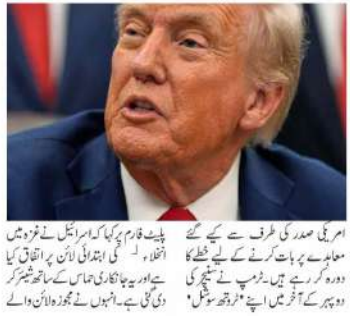 امریکی صدر کی طرف سے کیے گئے
معاہدے پر بات کرنے کے لیے خطے کا
دورہ کر رہے ہیں۔ ٹرمپ نے سنیچر کی
دوپہر کے آخر میں اپنے 'ٹروتھ سوشل'
پلیٹ فارم پر کہا کہ اسرائیل نے غزہ میں
انخلاء کی ابتدائی لائن پر اتفاق کیا
ہے اور یہ جانکاری حماس کے ساتھ شیئر کر
دی گئی ہے۔ انہوں نے مجوزہ لائن والے